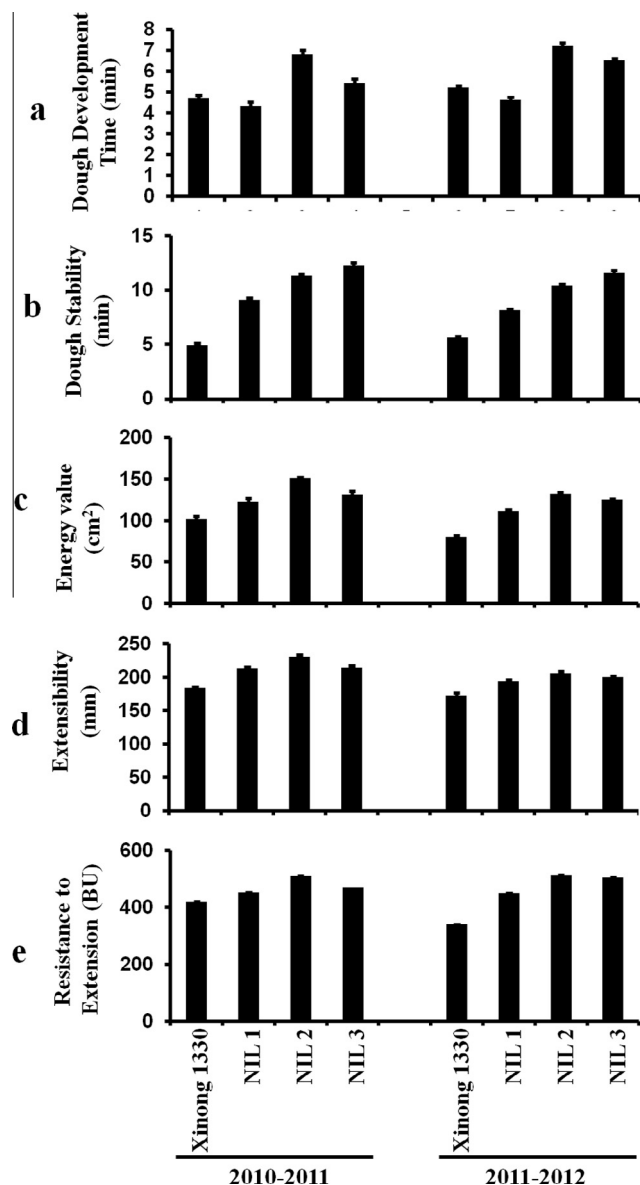 a
Dough Development
Time (min)
8
7
6
5
4
3
2
1
0
b
Dough Stability
(min)
15
10
5
0
c
Energy value
(cm²)
200
150
100
50
0
d
Extensibility
(mm)
250
200
150
100
50
0
e
Resistance to
Extension (BU)
600
400
200
0
Xinong 1330
NIL 1
NIL 2
NIL 3
Xinong 1330
NIL 1
NIL 2
NIL 3
2010-2011
2011-2012